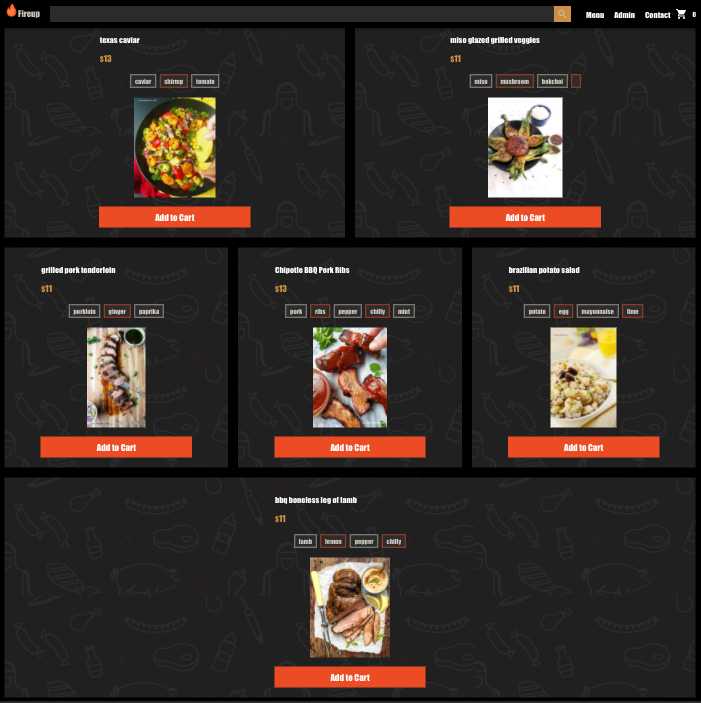 Fireup
Menu Admin Contact 0
texas caviar
$13
caviar shirmp tomato
Add to Cart
miso glazed grilled veggies
$11
miso mushroom bokchoi
Add to Cart
grilled pork tenderloin
$11
porkloin ginger paprika
Add to Cart
Chipotle BBQ Pork Ribs
$13
pork ribs pepper chilly mint
Add to Cart
brazilian potato salad
$11
potato egg mayonnaise lime
Add to Cart
bbq boneless leg of lamb
$11
lamb lemon pepper chilly
Add to Cart